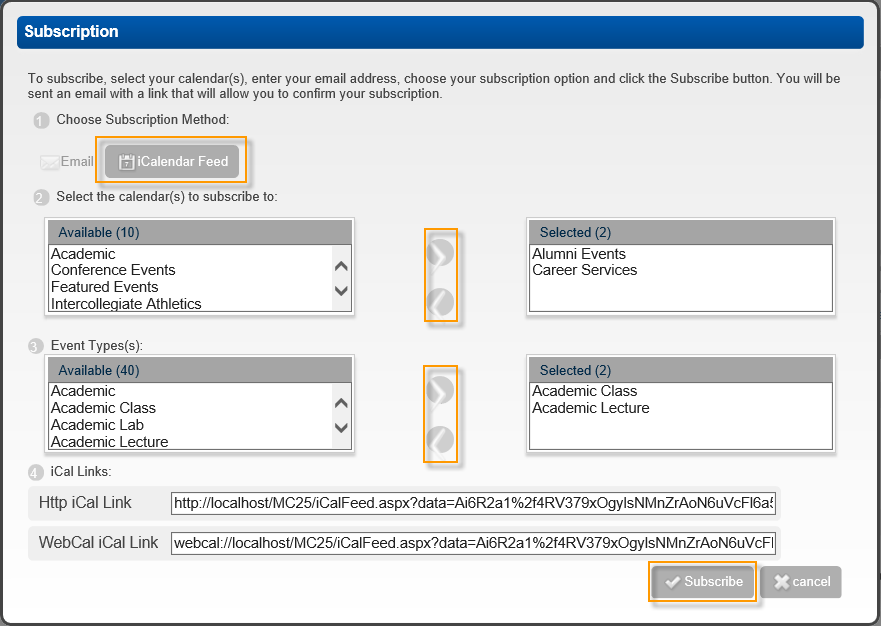 Subscription
To subscribe, select your calendar(s), enter your email address, choose your subscription option and click the Subscribe button. You will be
sent an email with a link that will allow you to confirm your subscription.
1 Choose Subscription Method:
Email iCalendar Feed
2 Select the calendar(s) to subscribe to:
Available (10)
Academic
Conference Events
Featured Events
Intercollegiate Athletics
Selected (2)
Alumni Events
Career Services
3 Event Types(s):
Available (40)
Academic
Academic Class
Academic Lab
Academic Lecture
Selected (2)
Academic Class
Academic Lecture
4 iCal Links:
Http iCal Link http://localhost/MC25/iCalFeed.aspx?data=Ai6R2a1%2f4RV379xOgyIsNMnZrAoN6uVcFl6a5
WebCal iCal Link webcal://localhost/MC25/iCalFeed.aspx?data=Ai6R2a1%2f4RV379xOgyIsNMnZrAoN6uVcFl
Subscribe cancel